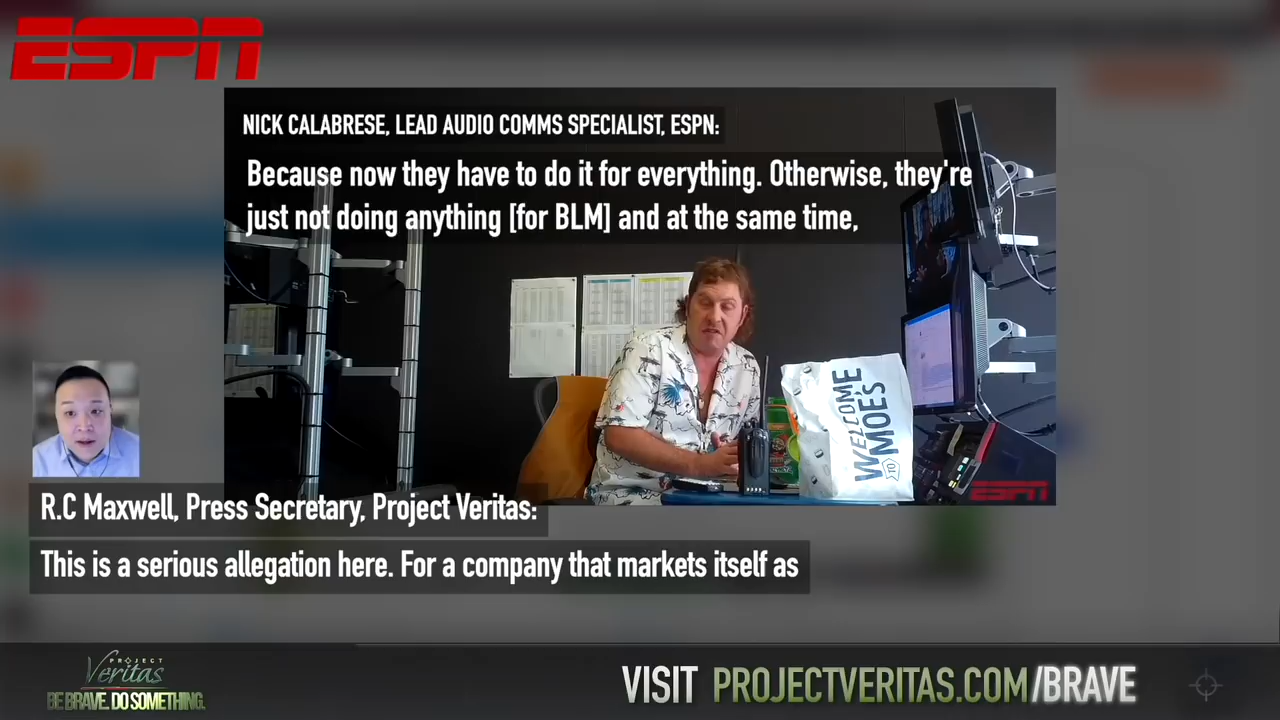 ESPN
NICK CALABRESE, LEAD AUDIO COMMS SPECIALIST, ESPN:
Because now they have to do it for everything. Otherwise, they're
just not doing anything [for BLM] and at the same time,
WELCOME
TO
MOE'S
ESPN
R.C Maxwell, Press Secretary, Project Veritas:
This is a serious allegation here. For a company that markets itself as
PROJECT
Veritas
BE BRAVE. DO SOMETHING.
VISIT PROJECTVERITAS.COM/BRAVE